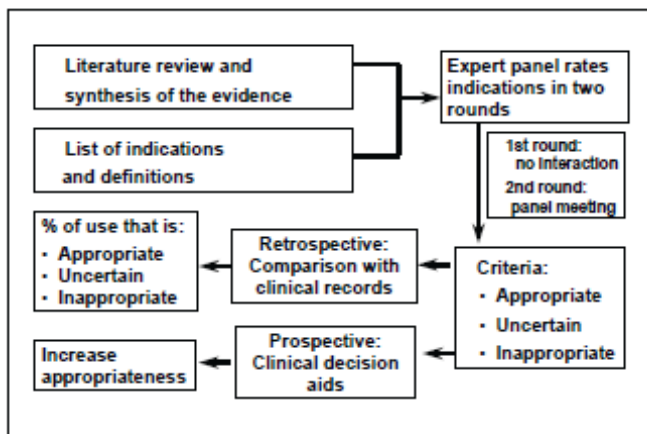 Literature review and
synthesis of the evidence
Expert panel rates
indications in two
rounds
List of indications
and definitions
1st round:
no interaction
2nd round:
panel meeting
% of use that is:
• Appropriate
• Uncertain
• Inappropriate
Retrospective:
Comparison with
clinical records
Criteria:
• Appropriate
• Uncertain
• Inappropriate
Increase
appropriateness
Prospective:
Clinical decision
aids